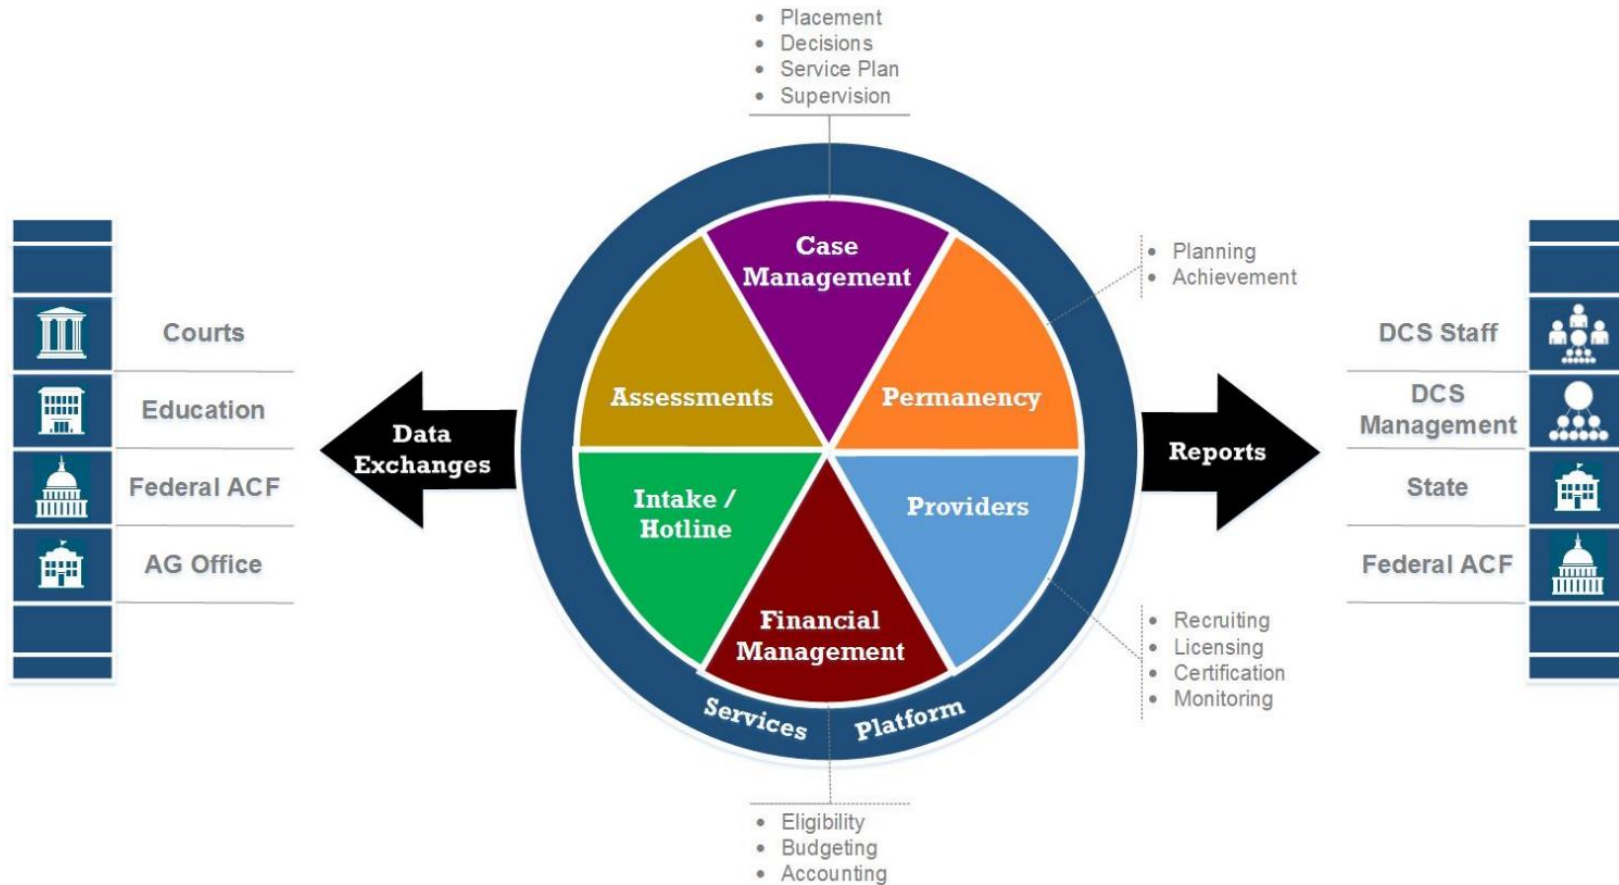 • Placement
• Decisions
• Service Plan
• Supervision
Courts
Education
Federal ACF
AG Office
Data
Exchanges
Case
Management
Assessments
Permanency
Intake /
Hotline
Providers
Financial
Management
Services Platform
• Planning
• Achievement
Reports
• Recruiting
• Licensing
• Certification
• Monitoring
• Eligibility
• Budgeting
• Accounting
DCS Staff
DCS
Management
State
Federal ACF